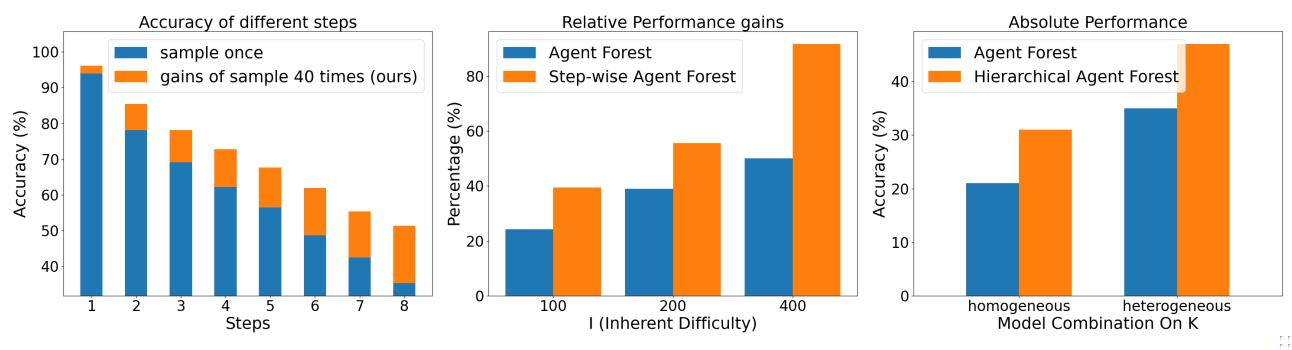 Accuracy of different steps
sample once
gains of sample 40 times (ours)
Accuracy (%)
100
90
80
70
60
50
40
1 2 3 4 5 6 7 8
Steps
Relative Performance gains
Agent Forest
Step-wise Agent Forest
Percentage (%)
80
60
40
20
0
100 200 400
I (Inherent Difficulty)
Absolute Performance
Agent Forest
Hierarchical Agent Forest
Accuracy (%)
40
30
20
10
0
homogeneous heterogeneous
Model Combination On K